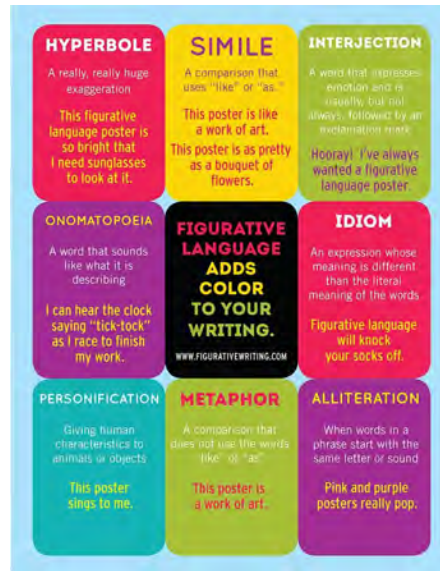 HYPERBOLE
A really, really huge
exaggeration
This figurative
language poster is
so bright that
I need sunglasses
to look at it.
SIMILE
A comparison that
uses "like" or "as."
This poster is like
a work of art.
This poster is as pretty
as a bouquet of
flowers.
INTERJECTION
A word that expresses
emotion and is
usually, but not
always, followed by an
exclamation mark
Hooray! I've always
wanted a figurative
language poster.
ONOMATOPOEIA
A word that sounds
like what it is
describing
I can hear the clock
saying "tick-tock"
as I race to finish
my work.
FIGURATIVE
LANGUAGE
ADDS
COLOR
TO YOUR
WRITING.
WWW.FIGURATIVEWRITING.COM
IDIOM
An expression whose
meaning is different
than the literal
meaning of the words
Figurative language
will knock
your socks off.
PERSONIFICATION
Giving human
characteristics to
animals or objects
This poster
sings to me.
METAPHOR
A comparison that
does not use the words
"like" or "as"
This poster is
a work of art.
ALLITERATION
When words in a
phrase start with the
same letter or sound
Pink and purple
posters really pop.